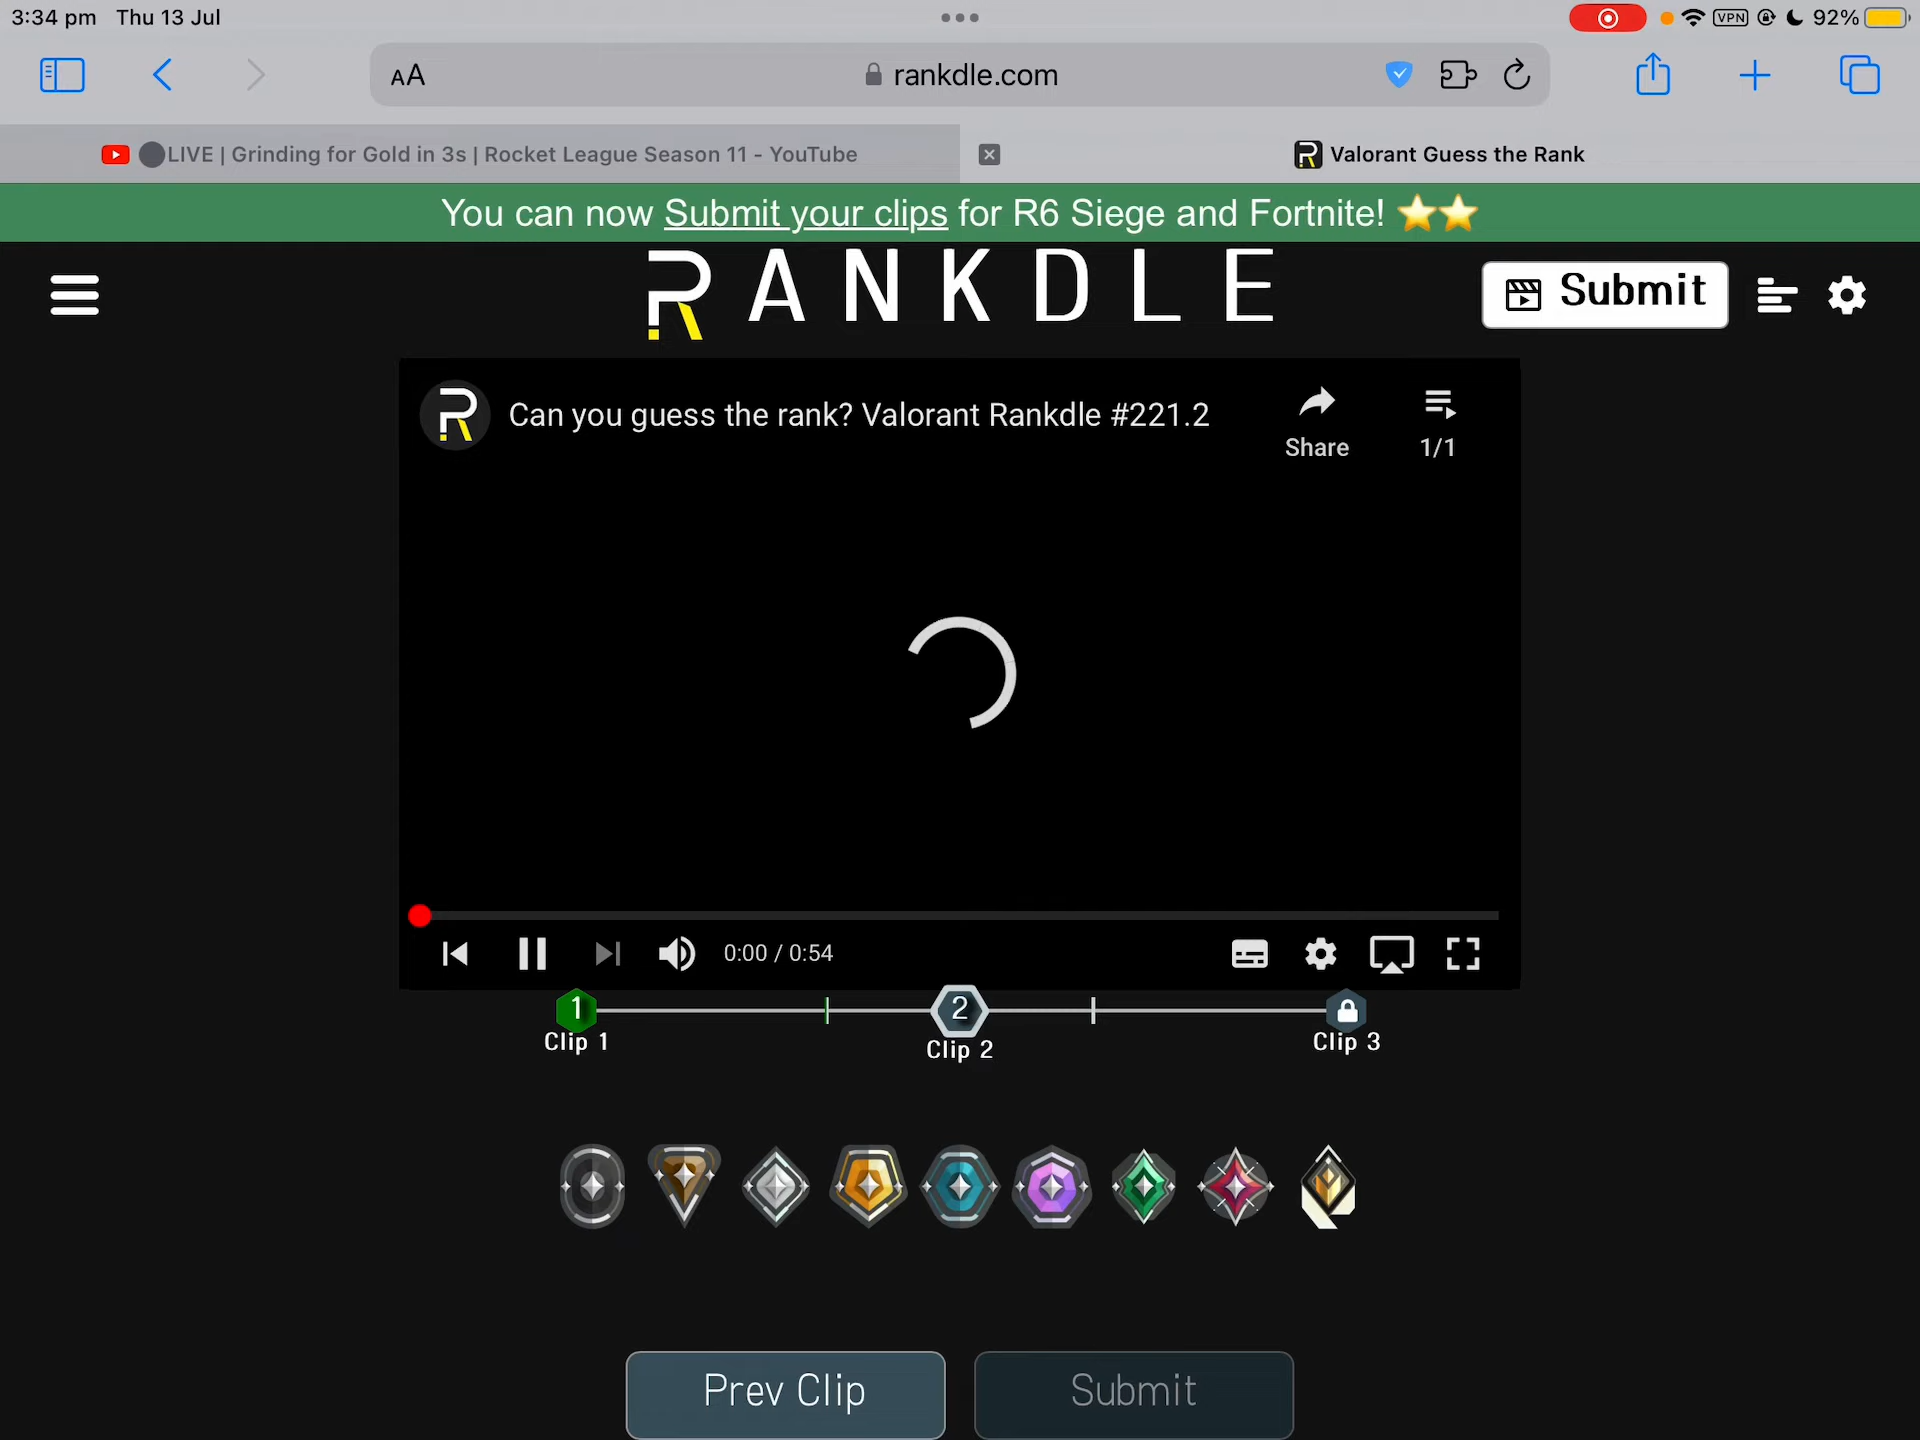 3:34 pm Thu 13 Jul
VPN 92%
AA rankdle.com
LIVE | Grinding for Gold in 3s | Rocket League Season 11 - YouTube
Valorant Guess the Rank
You can now Submit your clips for R6 Siege and Fortnite!
RANKDLE
Submit
Can you guess the rank? Valorant Rankdle #221.2
Share
1/1
0:00 / 0:54
1
2
Clip 1
Clip 2
Clip 3
Prev Clip
Submit